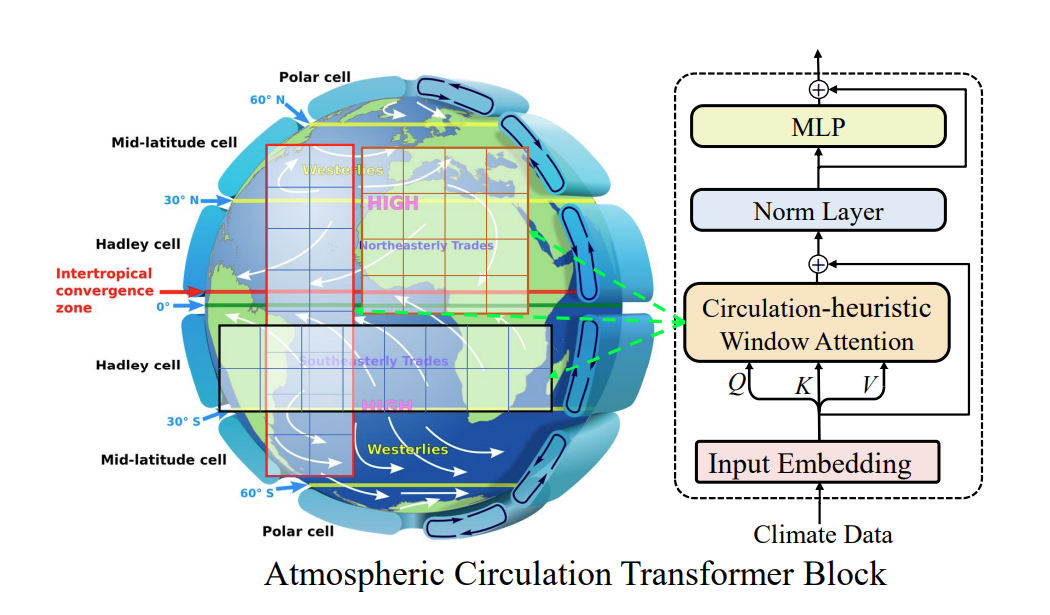 Polar cell
60° N
Mid-latitude cell
Westerlies
30° N
HIGH
Hadley cell
Northeasterly Trades
Intertropical
convergence
zone
0°
Hadley cell
Southeasterly Trades
HIGH
30° S
Mid-latitude cell
Westerlies
60° S
Polar cell
MLP
Norm Layer
Circulation-heuristic
Window Attention
Q K V
Input Embedding
Climate Data
Atmospheric Circulation Transformer Block